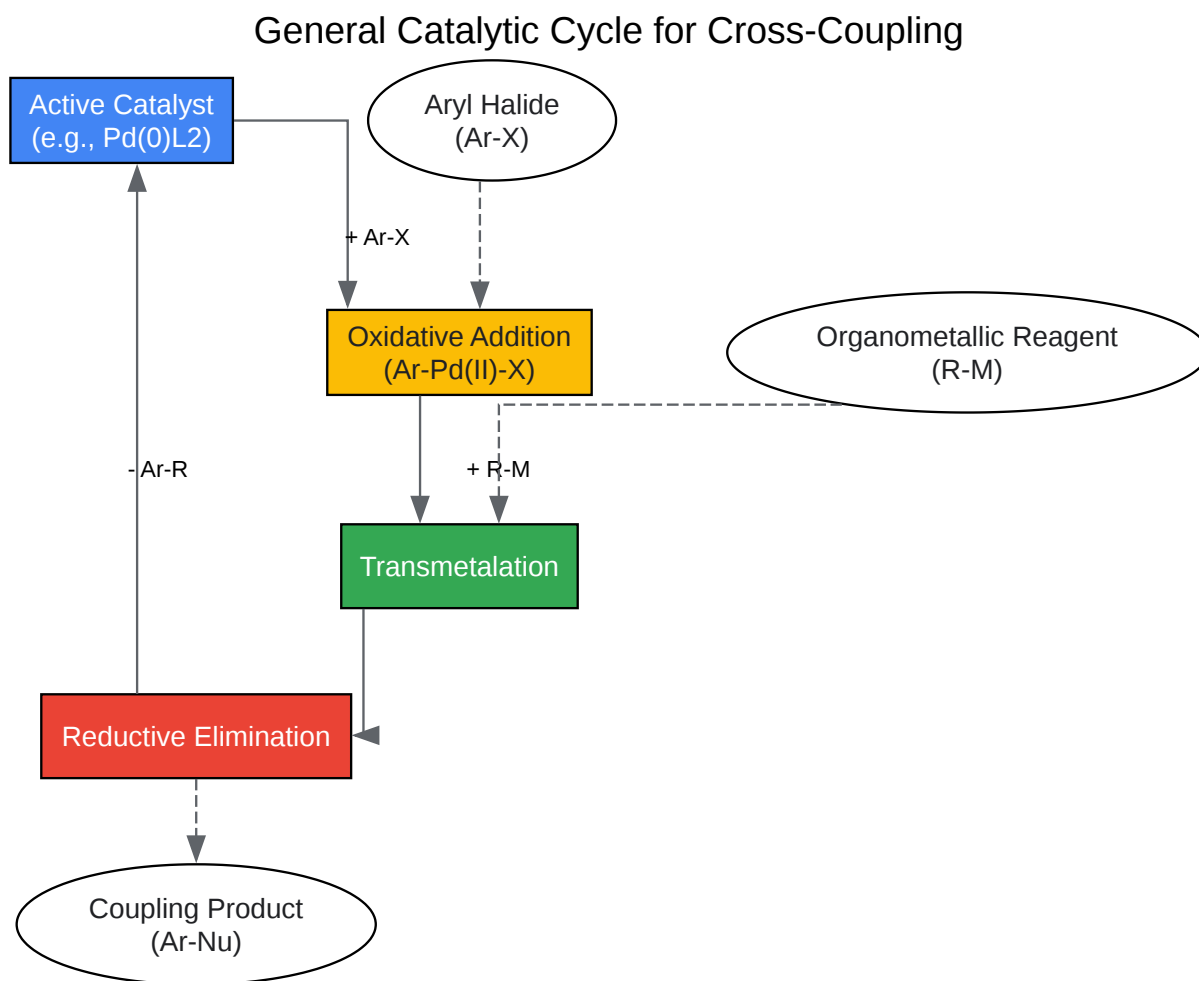 General Catalytic Cycle for Cross-Coupling
Active Catalyst
(e.g., Pd(0)L2)
Aryl Halide
(Ar-X)
+ Ar-X
Oxidative Addition
(Ar-Pd(II)-X)
Organometallic Reagent
(R-M)
- Ar-R
+ R-M
Transmetalation
Reductive Elimination
Coupling Product
(Ar-Nu)